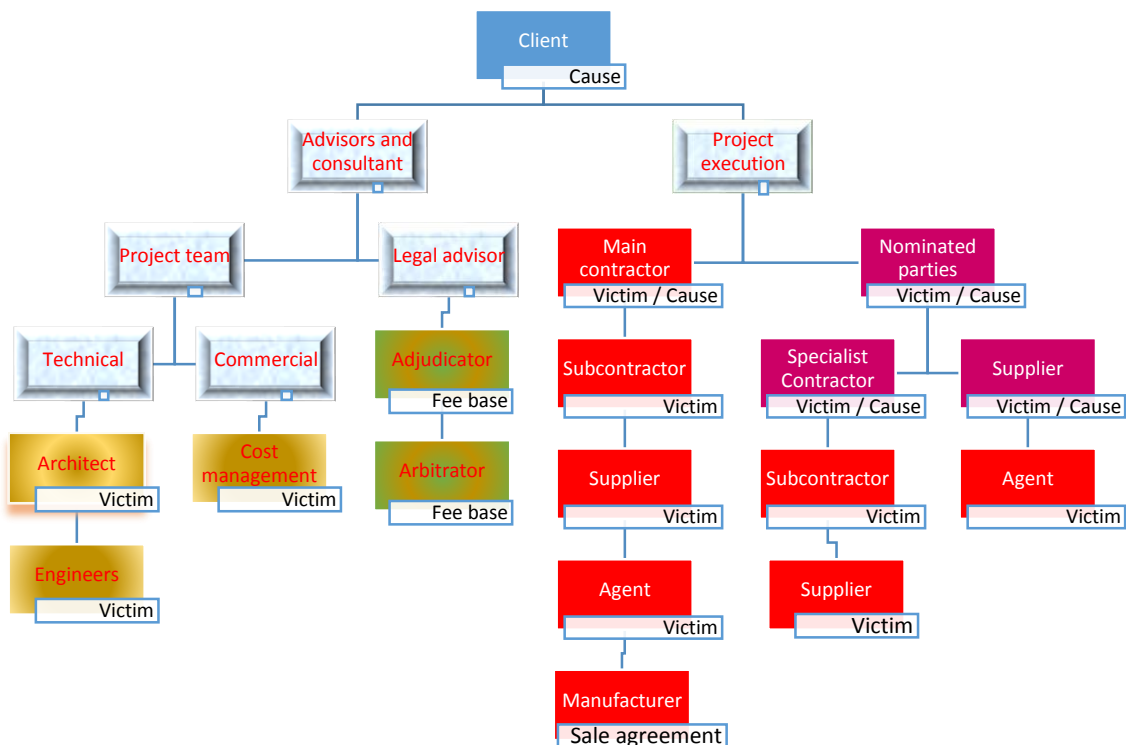 Client
Cause
Advisors and
consultant
Project
execution
Project team
Legal advisor
Main
contractor
Victim / Cause
Nominated
parties
Victim / Cause
Technical
Commercial
Adjudicator
Fee base
Subcontractor
Victim
Specialist
Contractor
Victim / Cause
Supplier
Victim / Cause
Architect
Victim
Cost
management
Victim
Arbitrator
Fee base
Supplier
Victim
Subcontractor
Victim
Agent
Victim
Engineers
Victim
Agent
Victim
Supplier
Victim
Manufacturer
Sale agreement